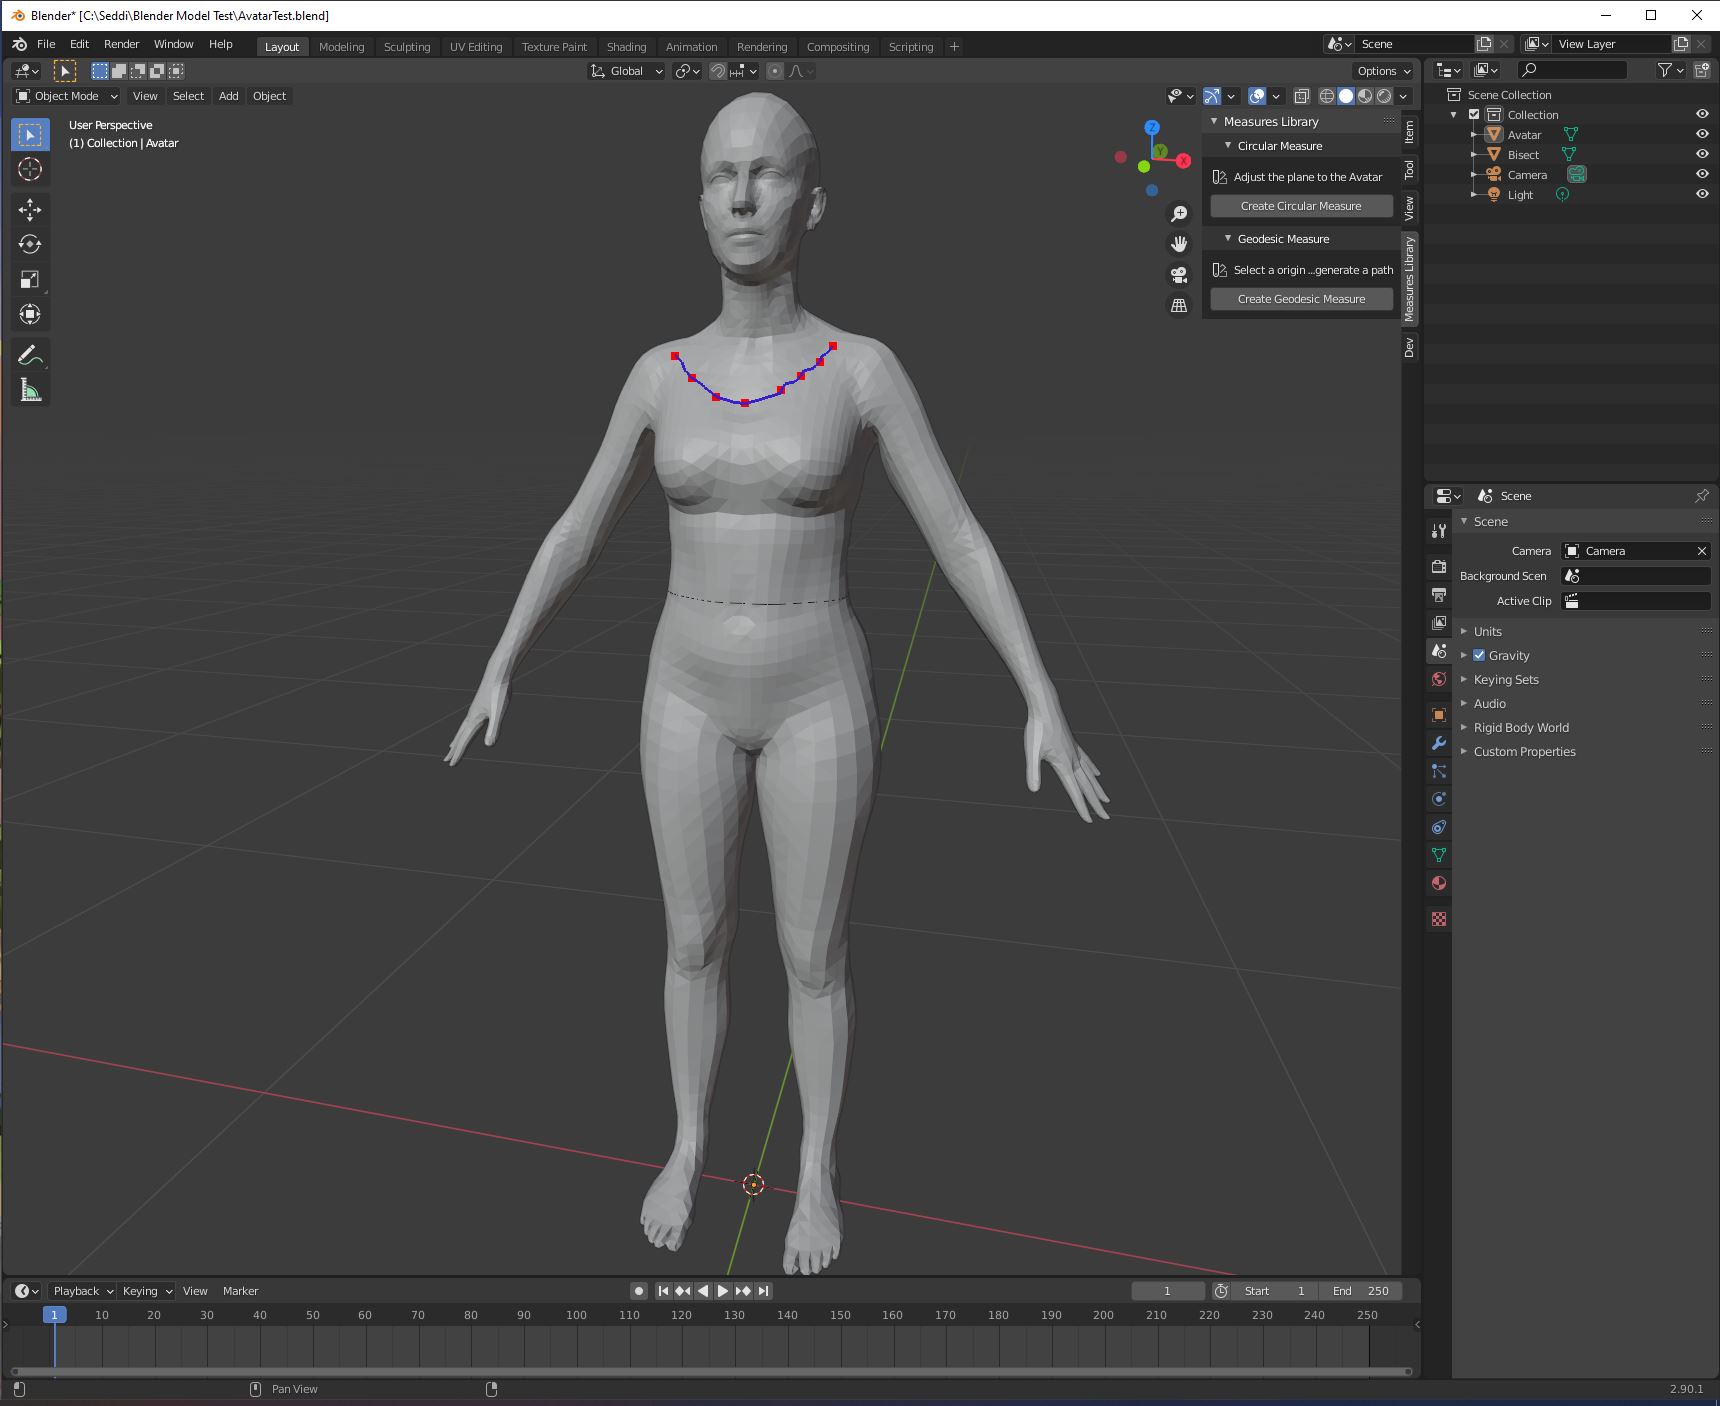 Blender* [C:\Seddi\Blender Model Test\AvatarTest.blend]
File Edit Render Window Help Layout Modeling Sculpting UV Editing Texture Paint Shading Animation Rendering Compositing Scripting + Scene View Layer
Global Options
Object Mode View Select Add Object
User Perspective
(1) Collection | Avatar
Z
Y
X
Measures Library
Circular Measure
Adjust the plane to the Avatar
Create Circular Measure
Geodesic Measure
Select a origin ...generate a path
Create Geodesic Measure
Item
Tool
View
Measures Library
Dev
Scene Collection
Collection
Avatar
Bisect
Camera
Light
Scene
Scene
Camera Camera
Background Scen
Active Clip
Units
Gravity
Keying Sets
Audio
Rigid Body World
Custom Properties
Playback Keying View Marker 1 Start 1 End 250
1 10 20 30 40 50 60 70 80 90 100 110 120 130 140 150 160 170 180 190 200 210 220 230 240 250
Pan View 2.90.1